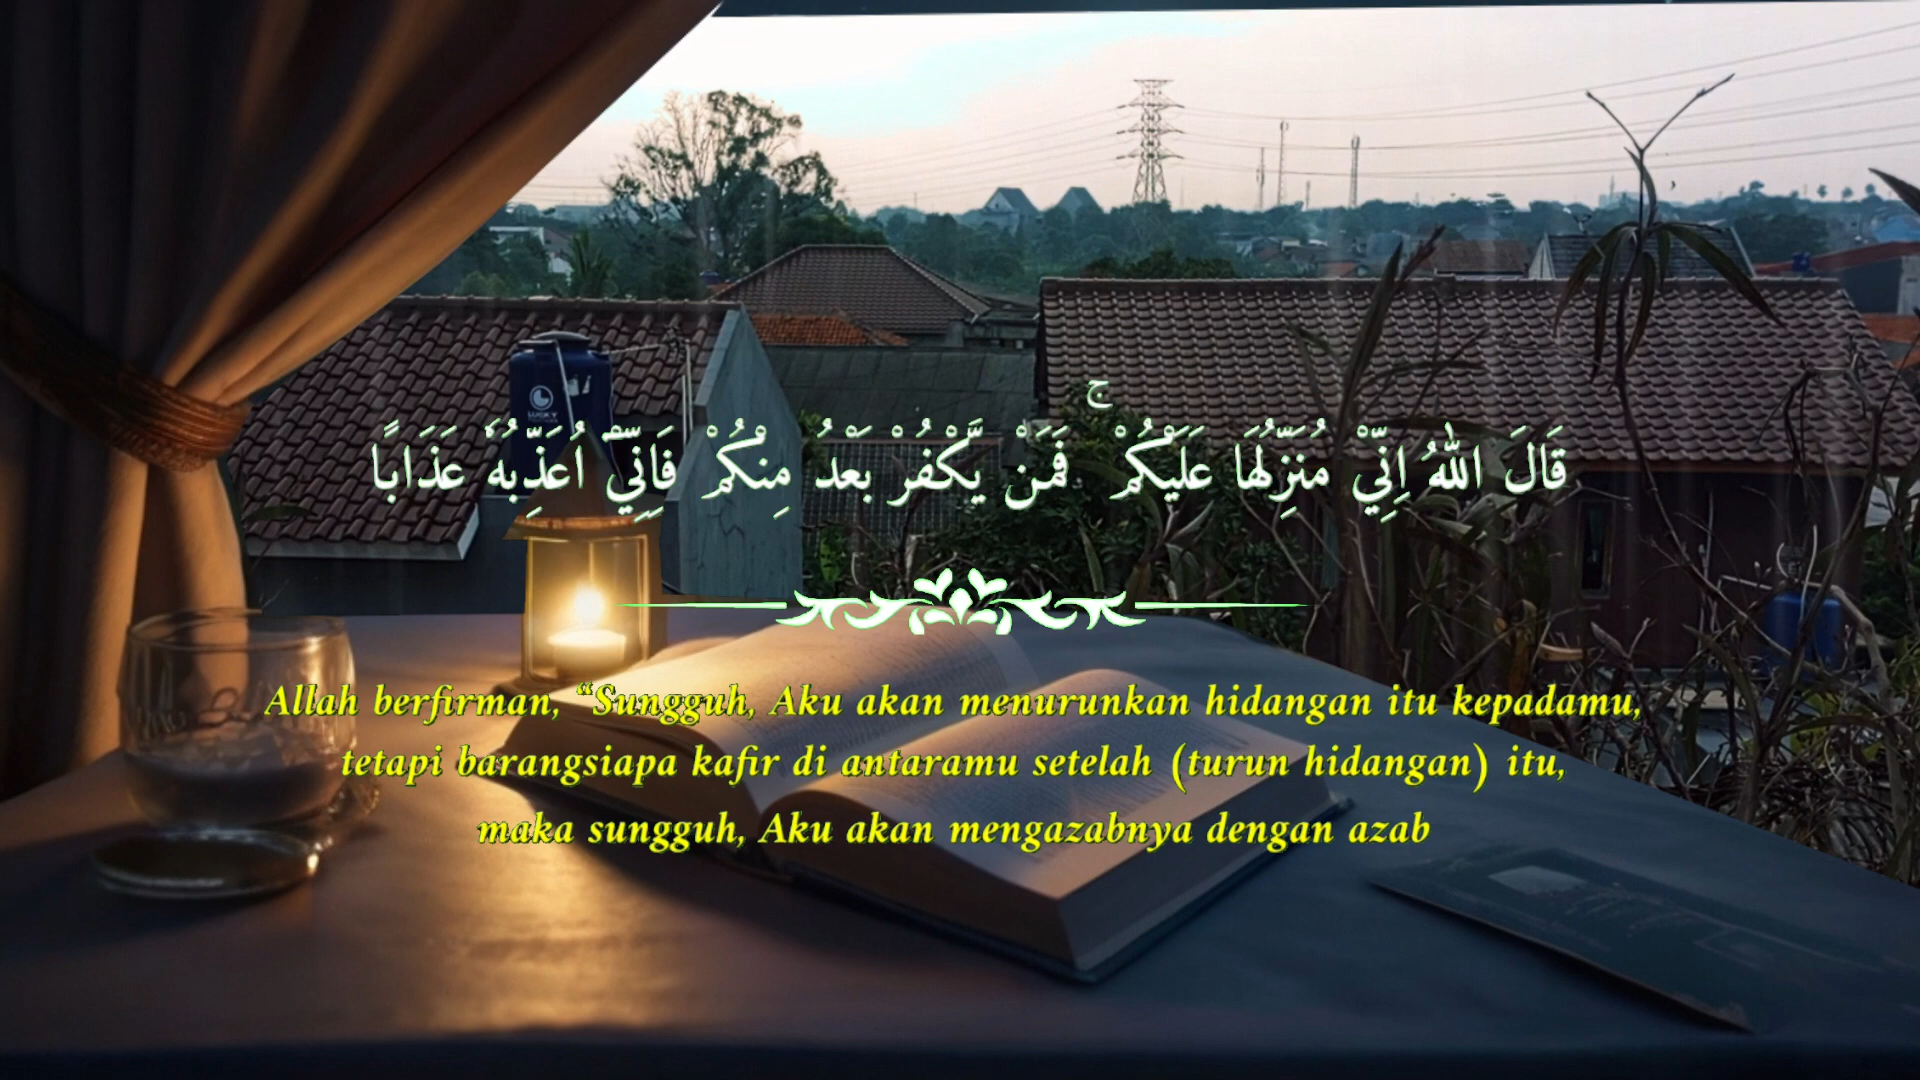 LUCKY
قَالَ اللّٰهُ اِنِّيْ مُنَزِّلُهَا عَلَيْكُمْ ۚ فَمَنْ يَّكْفُرْ بَعْدُ مِنْكُمْ فَاِنِّيْٓ اُعَذِّبُهٗ عَذَابًا
Allah berfirman, “Sungguh, Aku akan menurunkan hidangan itu kepadamu,
tetapi barangsiapa kafir di antaramu setelah (turun hidangan) itu,
maka sungguh, Aku akan mengazabnya dengan azab